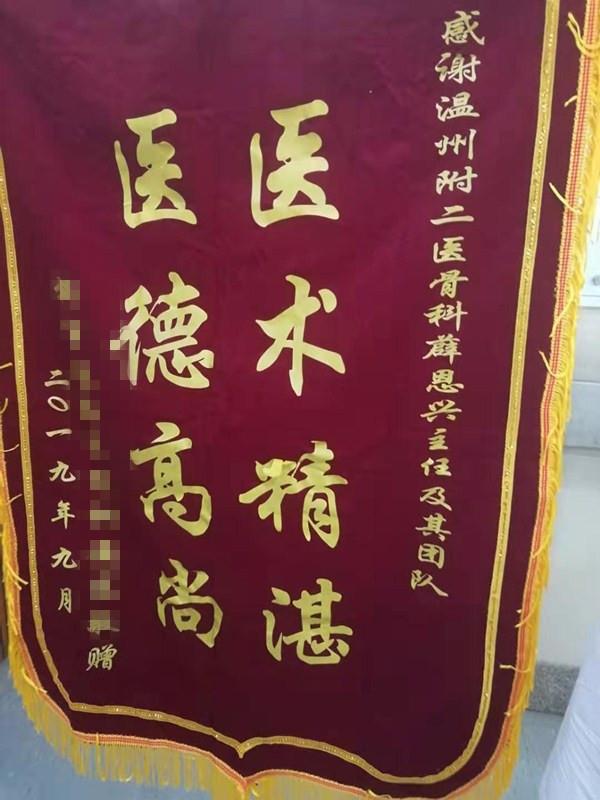 感谢温州附二医骨科薛恩兴主任及其团队
医术精湛
医德高尚
赠
二〇一九年九月